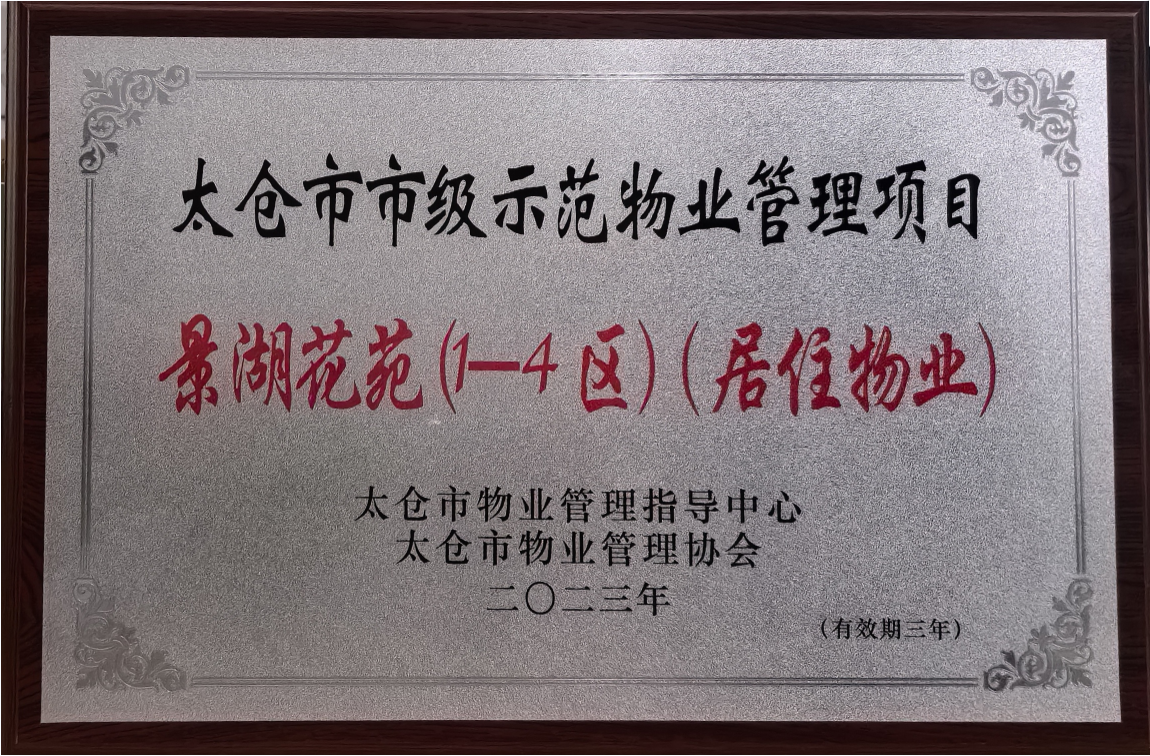 太仓市市级示范物业管理项目
景湖花苑(1—4区)(居住物业)
太仓市物业管理指导中心
太仓市物业管理协会
二〇二三年
(有效期三年)